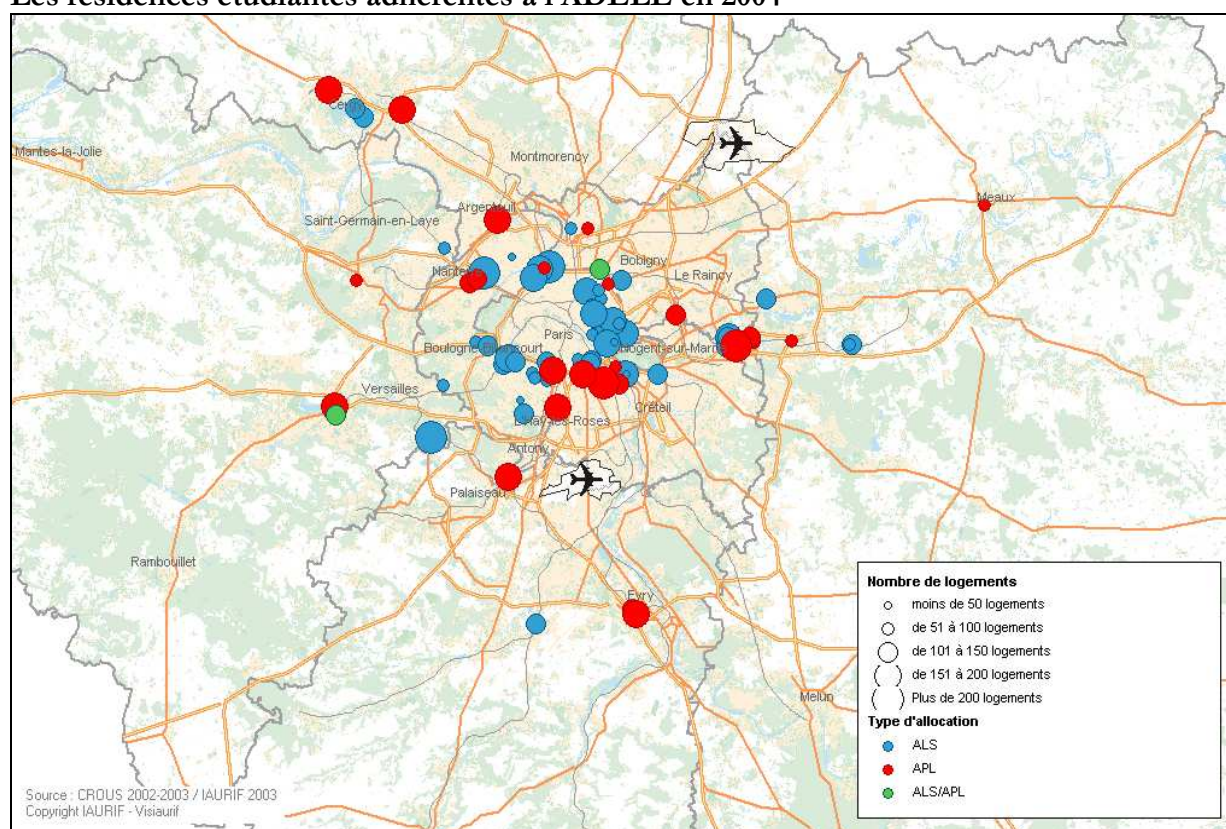 Les résidences étudiantes adhérentes à l'ADELE en 2004
Mantes-la-Jolie
Montmorency
Meaux
Argenteuil
Saint-Germain-en-Laye
Bobigny
Le Raincy
Paris
Boulogne-Billancourt
Nogent-sur-Marne
Versailles
Créteil
L'Haÿ-les-Roses
Antony
Palaiseau
Rambouillet
Evry
Melun
Nombre de logements
moins de 50 logements
de 51 à 100 logements
de 101 à 150 logements
de 151 à 200 logements
Plus de 200 logements
Type d'allocation
ALS
APL
ALS/APL
Source : CROUS 2002-2003 / IAURIF 2003
Copyright IAURIF - Visiaurif